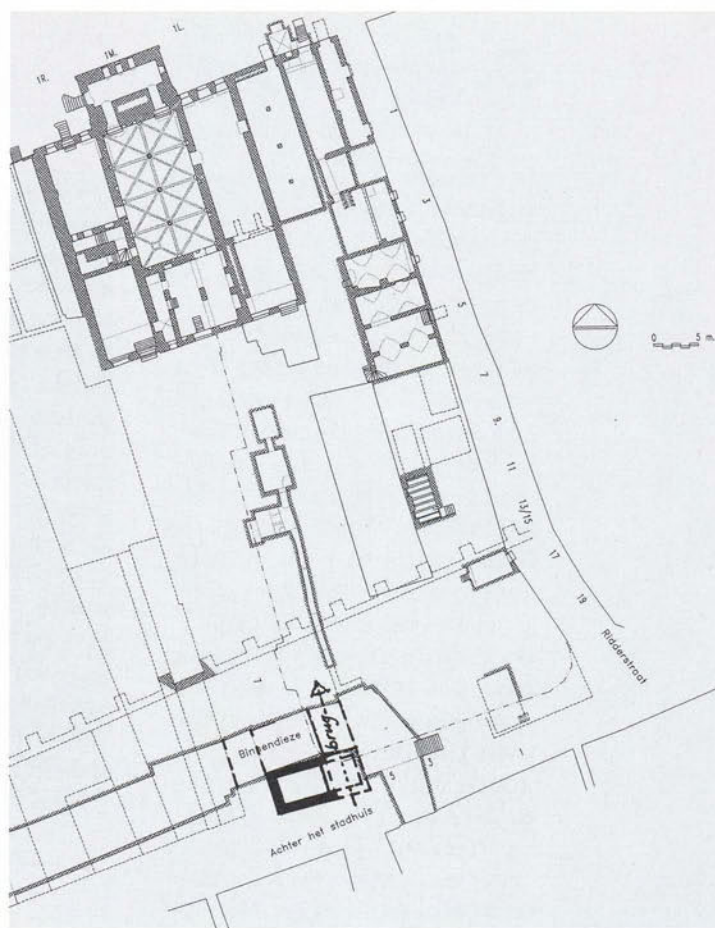 1L.
1M.
1R.
1
3
5
0 5 m.
7
9
11
13/15
17
19
Ridderstraat
7
Binnendieze
brug
5
3
1
Achter het stadhuis